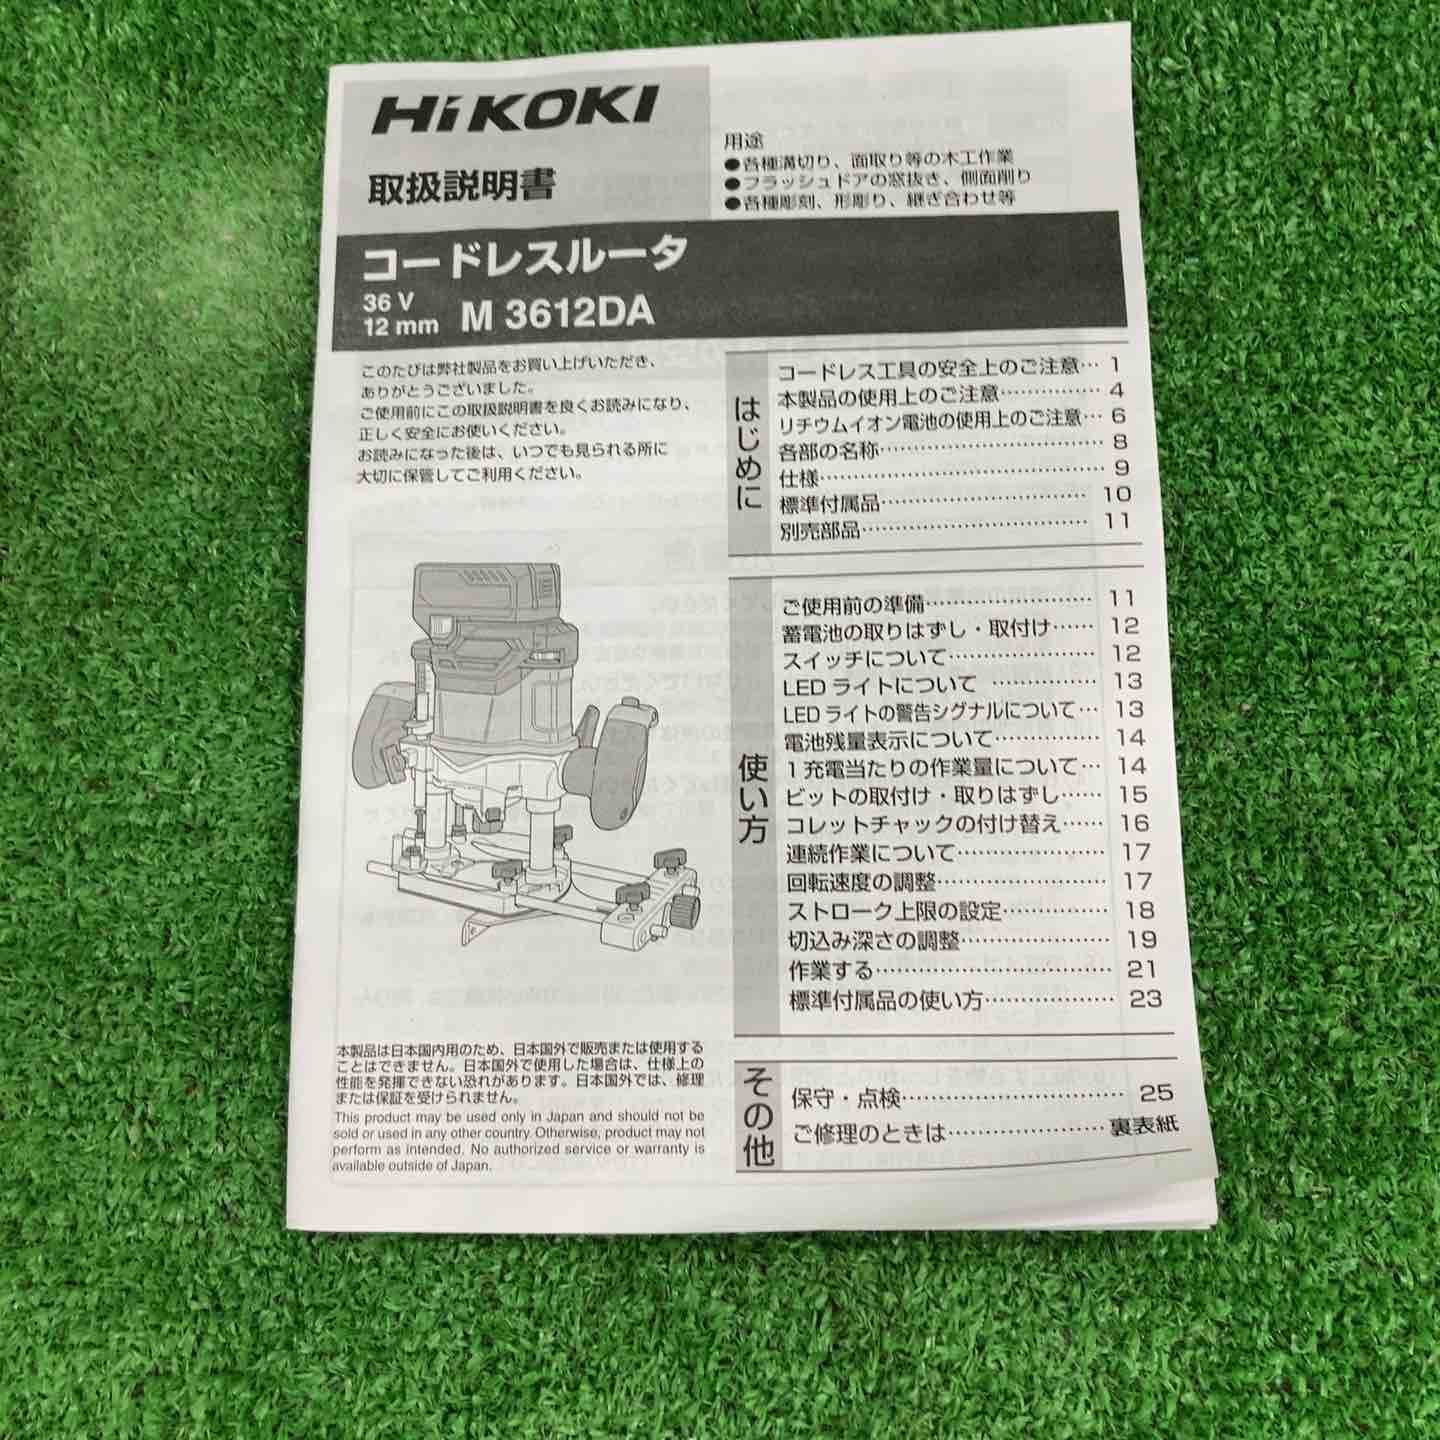 HiKOKI
取扱説明書
用途
●各種溝切り、面取り等の木工作業
●フラッシュドアの窓抜き、側面削り
●各種彫刻、形彫り、継ぎ合わせ等
コードレスルータ
36 V
12 mm M 3612DA
このたびは弊社製品をお買い上げいただき、
ありがとうございました。
ご使用前にこの取扱説明書を良くお読みになり、
正しく安全にお使いください。
お読みになった後は、いつでも見られる所に
大切に保管してご利用ください。
はじめに
コードレス工具の安全上のご注意… 1
本製品の使用上のご注意…………… 4
リチウムイオン電池の使用上のご注意… 6
各部の名称……………………………… 8
仕様……………………………………… 9
標準付属品…………………………… 10
別売部品……………………………… 11
使い方
ご使用前の準備……………………… 11
蓄電池の取りはずし・取付け…… 12
スイッチについて…………………… 12
LEDライトについて …………… 13
LEDライトの警告シグナルについて… 13
電池残量表示について…………… 14
1充電当たりの作業量について… 14
ビットの取付け・取りはずし…… 15
コレットチャックの付け替え…… 16
連続作業について………………… 17
回転速度の調整……………………… 17
ストローク上限の設定…………… 18
切込み深さの調整………………… 19
作業する……………………………… 21
標準付属品の使い方……………… 23
その他
保守・点検…………………………… 25
ご修理のときは………………… 裏表紙
本製品は日本国内用のため、日本国外で販売または使用する
ことはできません。日本国外で使用した場合は、仕様上の
性能を発揮できない恐れがあります。日本国外では、修理
または保証を受けられません。
This product may be used only in Japan and should not be
sold or used in any other country. Otherwise, product may not
perform as intended. No authorized service or warranty is
available outside of Japan.